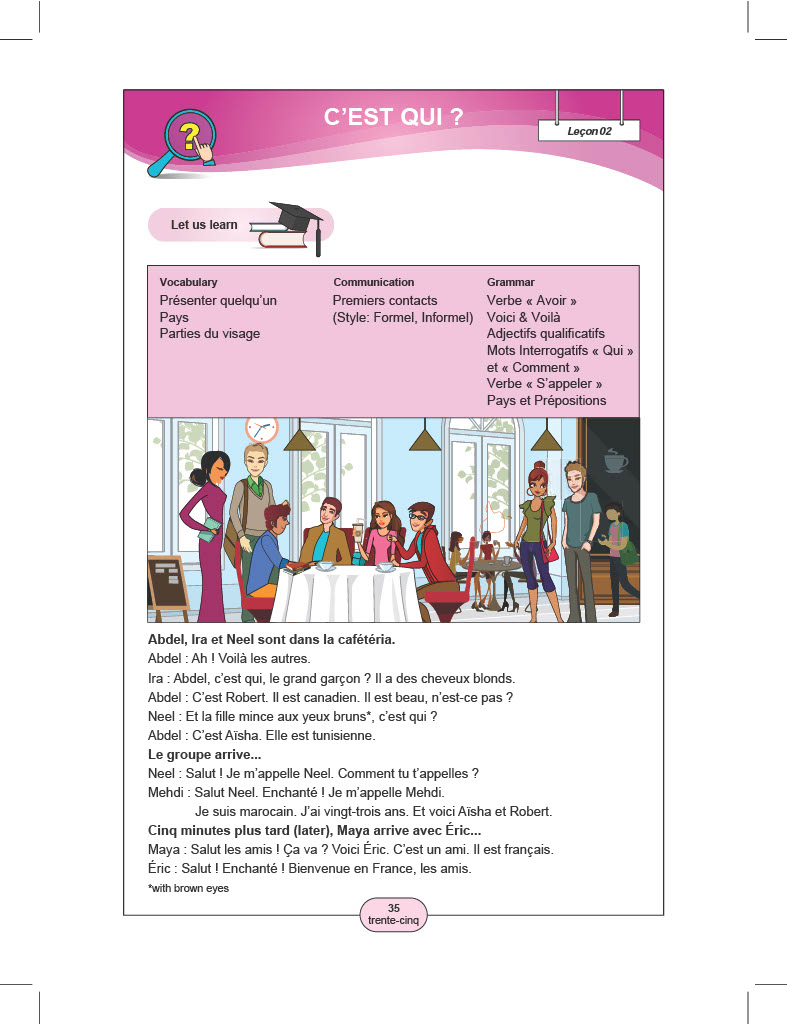 C'EST QUI ?
Leçon 02
?
Let us learn
Vocabulary
Présenter quelqu'un
Pays
Parties du visage
Communication
Premiers contacts
(Style: Formel, Informel)
Grammar
Verbe « Avoir »
Voici & Voilà
Adjectifs qualificatifs
Mots Interrogatifs « Qui »
et « Comment »
Verbe « S'appeler »
Pays et Prépositions
Abdel, Ira et Neel sont dans la cafétéria.
Abdel : Ah ! Voilà les autres.
Ira : Abdel, c'est qui, le grand garçon ? Il a des cheveux blonds.
Abdel : C'est Robert. Il est canadien. Il est beau, n'est-ce pas ?
Neel : Et la fille mince aux yeux bruns*, c'est qui ?
Abdel : C'est Aïsha. Elle est tunisienne.
Le groupe arrive...
Neel : Salut ! Je m'appelle Neel. Comment tu t'appelles ?
Mehdi : Salut Neel. Enchanté ! Je m'appelle Mehdi.
Je suis marocain. J'ai vingt-trois ans. Et voici Aïsha et Robert.
Cinq minutes plus tard (later), Maya arrive avec Éric...
Maya : Salut les amis ! Ça va ? Voici Éric. C'est un ami. Il est français.
Éric : Salut ! Enchanté ! Bienvenue en France, les amis.
*with brown eyes
35
trente-cinq